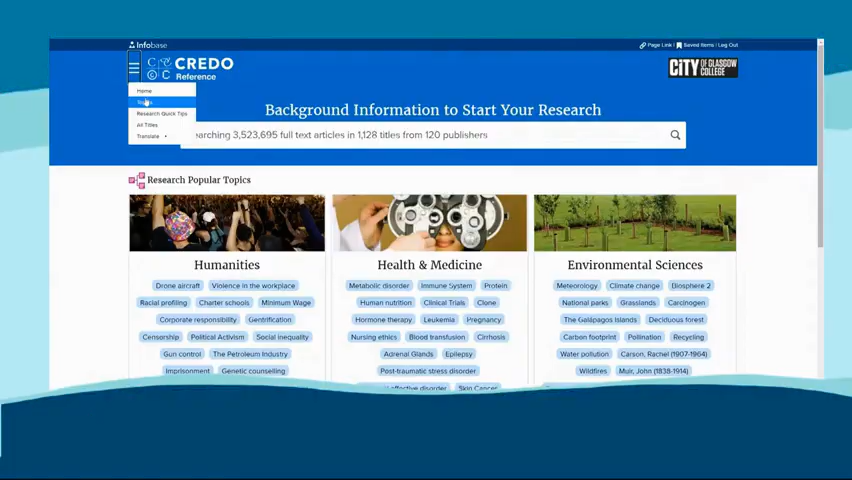 Infobase
Page Link | Saved Items | Log Out
CREDO
Reference
CITY OF GLASGOW
COLLEGE
Home
Topics
Research Quick Tips
All Titles
Translate
Background Information to Start Your Research
earching 3,523,695 full text articles in 1,128 titles from 120 publishers
Research Popular Topics
Humanities
Drone aircraft Violence in the workplace
Racial profiling Charter schools Minimum Wage
Corporate responsibility Gentrification
Censorship Political Activism Social inequality
Gun control The Petroleum Industry
Imprisonment Genetic counselling
Health & Medicine
Metabolic disorder Immune System Protein
Human nutrition Clinical Trials Clone
Hormone therapy Leukemia Pregnancy
Nursing ethics Blood transfusion Cirrhosis
Adrenal Glands Epilepsy
Post-traumatic stress disorder
affective disorder Skin Cancer
Environmental Sciences
Meteorology Climate change Biosphere 2
National parks Grasslands Carcinogen
The Galápagos Islands Deciduous forest
Carbon footprint Pollination Recycling
Water pollution Carson, Rachel (1907-1964)
Wildfires Muir, John (1838-1914)